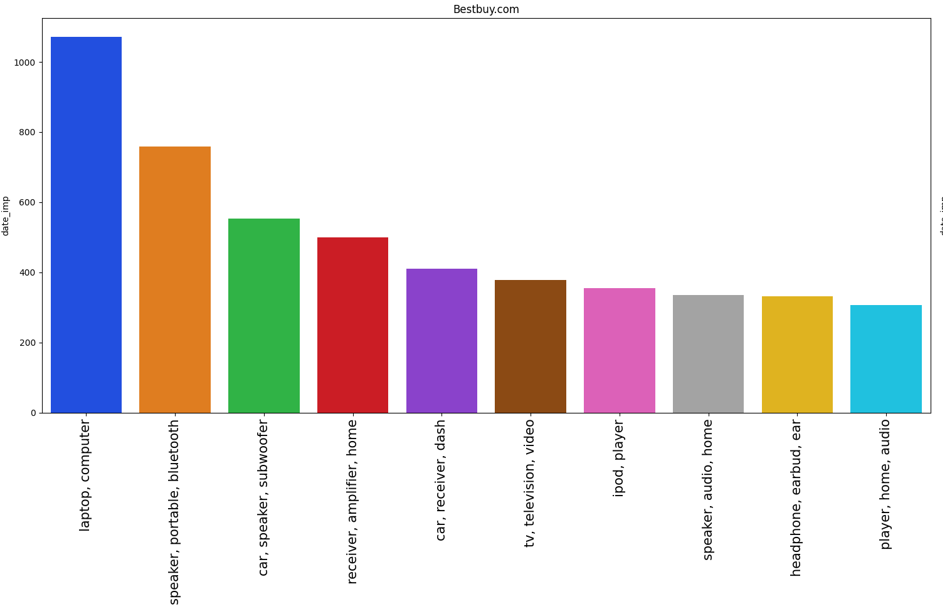 Bestbuy.com
date_imp
1000
800
600
400
200
0
laptop, computer
speaker, portable, bluetooth
car, speaker, subwoofer
receiver, amplifier, home
car, receiver, dash
tv, television, video
ipod, player
speaker, audio, home
headphone, earbud, ear
player, home, audio